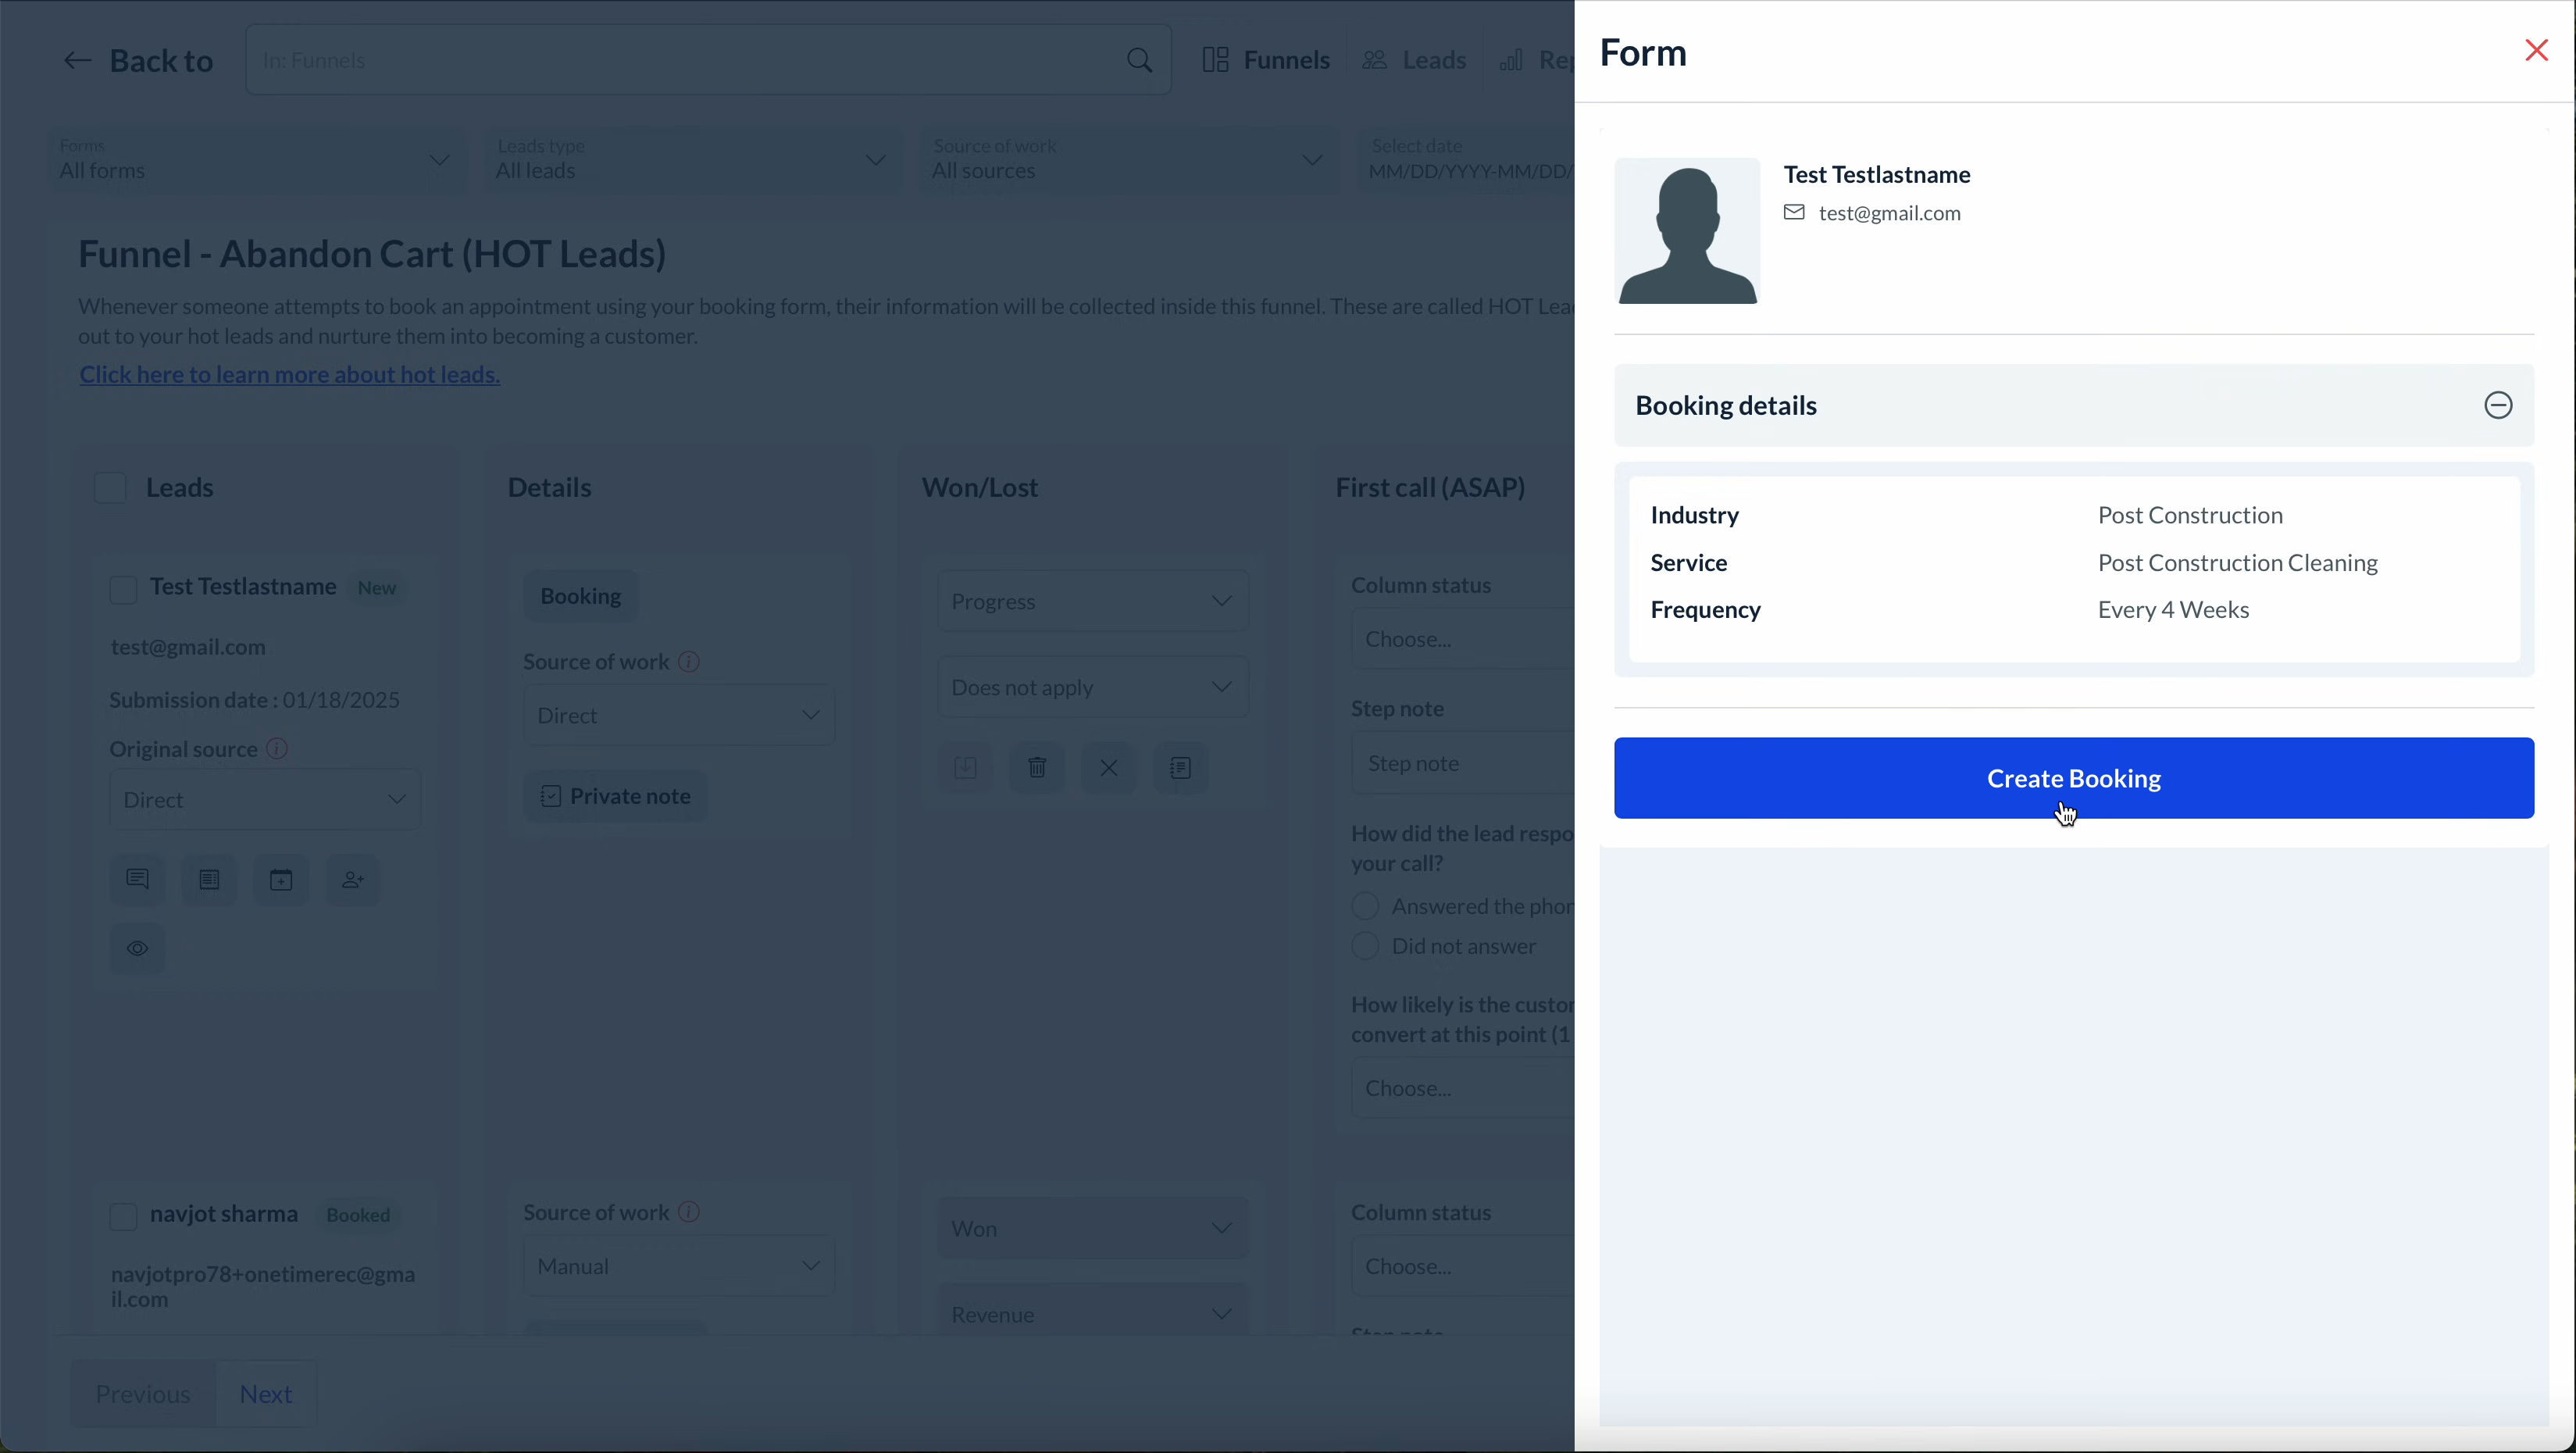 Back to
In: Funnels
Funnels
Leads
Rep
Forms
All forms
Leads type
All leads
Source of work
All sources
Select date
MM/DD/YYYY-MM/DD/
Funnel - Abandon Cart (HOT Leads)
Whenever someone attempts to book an appointment using your booking form, their information will be collected inside this funnel. These are called HOT Lea
out to your hot leads and nurture them into becoming a customer.
Click here to learn more about hot leads.
Leads
Details
Won/Lost
First call (ASAP)
Test Testlastname
New
test@gmail.com
Submission date : 01/18/2025
Original source
Direct
Booking
Source of work
Direct
Private note
Progress
Does not apply
Column status
Choose...
Step note
Step note
How did the lead respo
your call?
Answered the phon
Did not answer
How likely is the custo
convert at this point (1
Choose...
navjot sharma
Booked
navjotpro78+onetimerec@gma
il.com
Source of work
Manual
Won
Revenue
Column status
Choose...
Previous
Next
Form
Test Testlastname
test@gmail.com
Booking details
Industry
Post Construction
Service
Post Construction Cleaning
Frequency
Every 4 Weeks
Create Booking